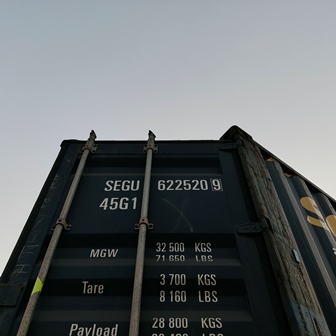 SEGU 622520 9
45G1
MGW 32 500 KGS
71 650 LBS
Tare 3 700 KGS
8 160 LBS
Payload 28 800 KGS
LBS